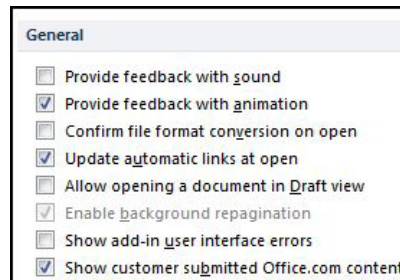 General
Provide feedback with sound
Provide feedback with animation
Confirm file format conversion on open
Update automatic links at open
Allow opening a document in Draft view
Enable background repagination
Show add-in user interface errors
Show customer submitted Office.com content